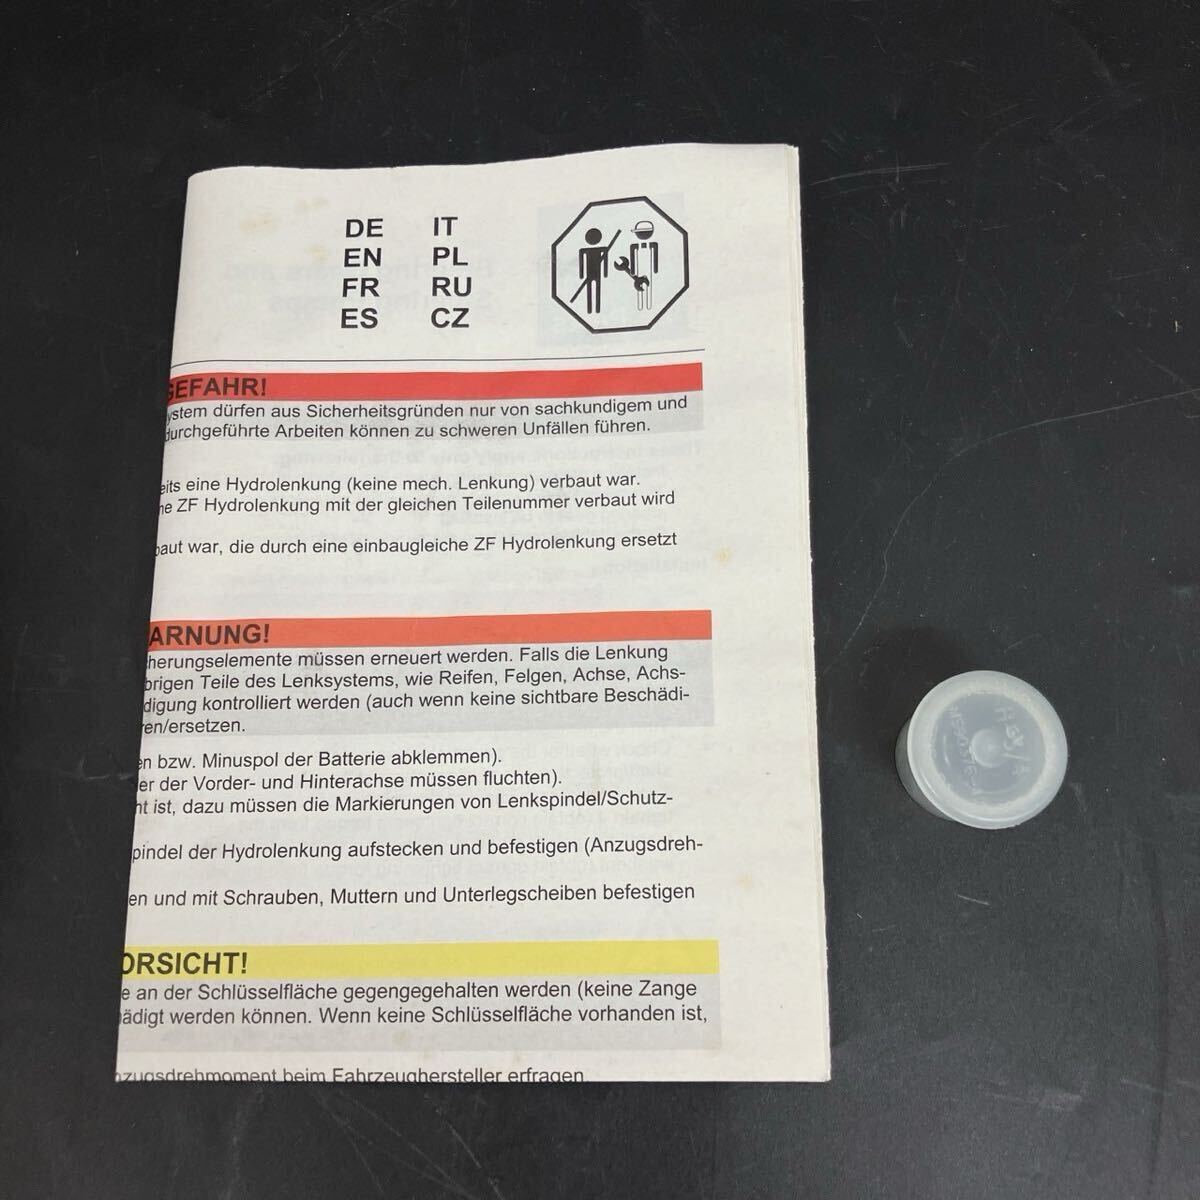 DE IT
EN PL
FR RU
ES CZ
GEFAHR!
ystem dürfen aus Sicherheitsgründen nur von sachkundigem und
durchgeführte Arbeiten können zu schweren Unfällen führen.
eits eine Hydrolenkung (keine mech. Lenkung) verbaut war.
ne ZF Hydrolenkung mit der gleichen Teilenummer verbaut wird
baut war, die durch eine einbaugleiche ZF Hydrolenkung ersetzt
ARNUNG!
herungselemente müssen erneuert werden. Falls die Lenkung
brigen Teile des Lenksystems, wie Reifen, Felgen, Achse, Achs-
digung kontrolliert werden (auch wenn keine sichtbare Beschädi-
ren/ersetzen.
en bzw. Minuspol der Batterie abklemmen).
er der Vorder- und Hinterachse müssen fluchten).
ht ist, dazu müssen die Markierungen von Lenkspindel/Schutz-
pindel der Hydrolenkung aufstecken und befestigen (Anzugsdreh-
en und mit Schrauben, Muttern und Unterlegscheiben befestigen
ORSICHT!
e an der Schlüsselfläche gegengehalten werden (keine Zange
ädigt werden können. Wenn keine Schlüsselfläche vorhanden ist,
nzugsdrehmoment beim Fahrzeughersteller erfragen